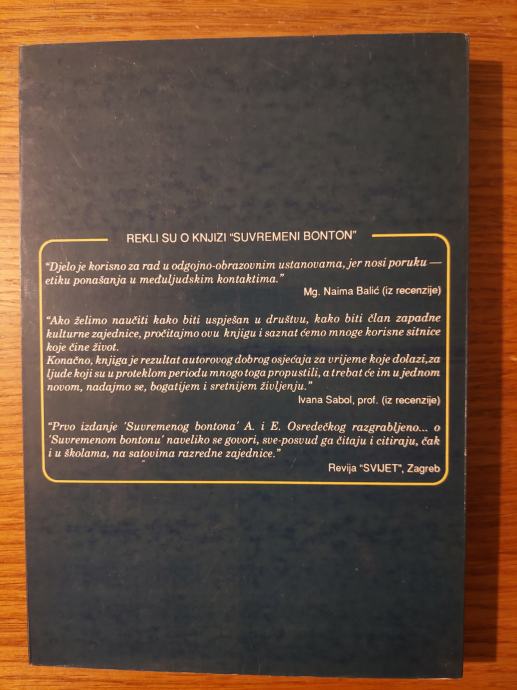 REKLI SU O KNJIZI "SUVREMENI BONTON"
"Djelo je korisno za rad u odgojno-obrazovnim ustanovama, jer nosi poruku —
etiku ponašanja u međuljudskim kontaktima."
Mg. Naima Balić (iz recenzije)
"Ako želimo naučiti kako biti uspješan u društvu, kako biti član zapadne
kulturne zajednice, pročitajmo ovu knjigu i saznat ćemo mnoge korisne sitnice
koje čine život.
Konačno, knjiga je rezultat autorovog dobrog osjećaja za vrijeme koje dolazi, za
ljude koji su u proteklom periodu mnogo toga propustili, a trebat će im u jednom
novom, nadajmo se, bogatijem i sretnijem življenju."
Ivana Sabol, prof. (iz recenzije)
"Prvo izdanje 'Suvremenog bontona' A. i E. Osredečkog razgrabljeno... o
'Suvremenom bontonu' naveliko se govori, sve-posvud ga čitaju i citiraju, čak
i u školama, na satovima razredne zajednice."
Revija "SVIJET", Zagreb